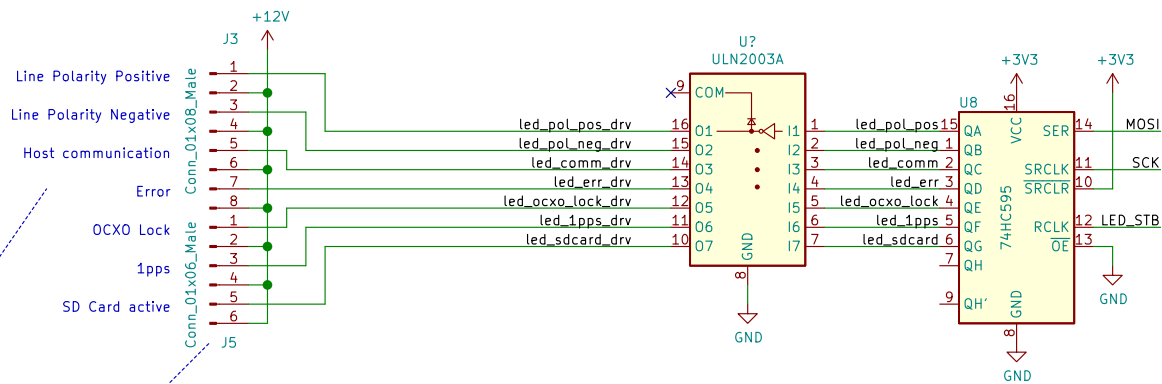 +12V
J3
Line Polarity Positive
Line Polarity Negative
Host communication
Error
OCXO Lock
1pps
SD Card active
Conn_01x08_Male
Conn_01x06_Male
J5
1
2
3
4
5
6
7
8
1
2
3
4
5
6
led_pol_pos_drv
led_pol_neg_drv
led_comm_drv
led_err_drv
led_ocxo_lock_drv
led_1pps_drv
led_sdcard_drv
U?
ULN2003A
9 COM
16 O1 I1 1
15 O2 I2 2
14 O3 I3 3
13 O4 I4 4
12 O5 I5 5
11 O6 I6 6
10 O7 I7 7
GND
8
GND
led_pol_pos
led_pol_neg
led_comm
led_err
led_ocxo_lock
led_1pps
led_sdcard
+3V3
+3V3
U8
16
VCC
74HC595
15 QA SER 14 MOSI
1 QB
2 QC SRCLK 11 SCK
3 QD SRCLR 10
4 QE
5 QF RCLK 12 LED_STB
6 QG OE 13
7 QH
9 QH'
GND
8
GND
GND